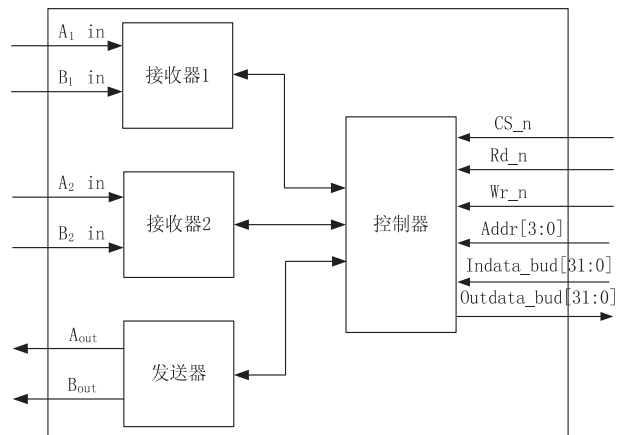 A₁ in
B₁ in
接收器1
A₂ in
B₂ in
接收器2
Aout
Bout
发送器
控制器
CS_n
Rd_n
Wr_n
Addr[3:0]
Indata_bud[31:0]
Outdata_bud[31:0]